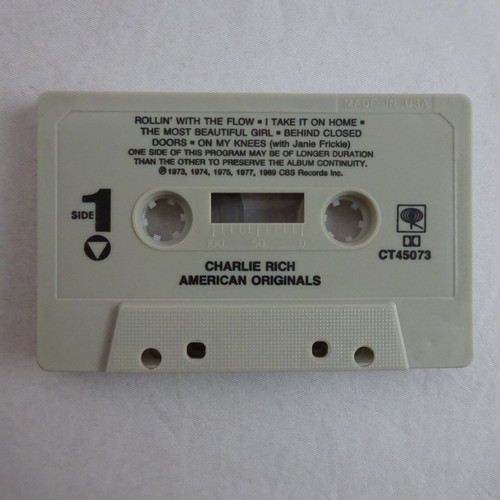 MADE IN USA
ROLLIN' WITH THE FLOW • I TAKE IT ON HOME •
THE MOST BEAUTIFUL GIRL • BEHIND CLOSED
DOORS • ON MY KNEES (with Janie Frickie)
ONE SIDE OF THIS PROGRAM MAY BE OF LONGER DURATION
THAN THE OTHER TO PRESERVE THE ALBUM CONTINUITY.
℗ 1973, 1974, 1975, 1977, 1989 CBS Records Inc.
SIDE 1
100 50 0
CT45073
CHARLIE RICH
AMERICAN ORIGINALS